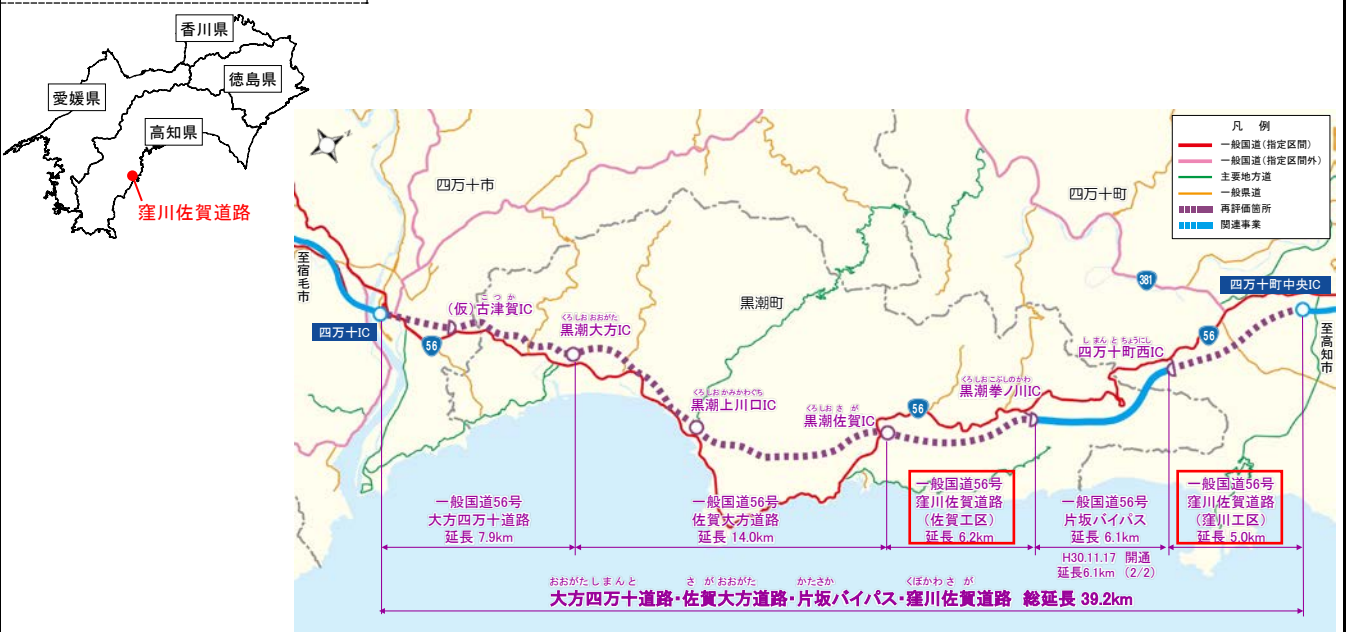 香川県
徳島県
愛媛県
高知県
窪川佐賀道路
凡 例
一般国道(指定区間)
一般国道(指定区間外)
主要地方道
一般県道
再評価箇所
関連事業
四万十市
四万十町
黒潮町
至宿毛市
至高知市
四万十IC
四万十町中央IC
こつか
(仮)古津賀IC
くろしおおおがた
黒潮大方IC
くろしおかみかわぐち
黒潮上川口IC
くろしおさが
黒潮佐賀IC
くろしおこぶしのかわ
黒潮拳ノ川IC
しまんとちょうにし
四万十町西IC
56
56
56
381
一般国道56号
大方四万十道路
延長 7.9km
一般国道56号
佐賀大方道路
延長 14.0km
一般国道56号
窪川佐賀道路
(佐賀工区)
延長 6.2km
一般国道56号
片坂バイパス
延長 6.1km
H30.11.17 開通
延長6.1km (2/2)
一般国道56号
窪川佐賀道路
(窪川工区)
延長 5.0km
おおがたしまんと さがおおがた かたさか くぼかわさが
大方四万十道路・佐賀大方道路・片坂バイパス・窪川佐賀道路 総延長 39.2km